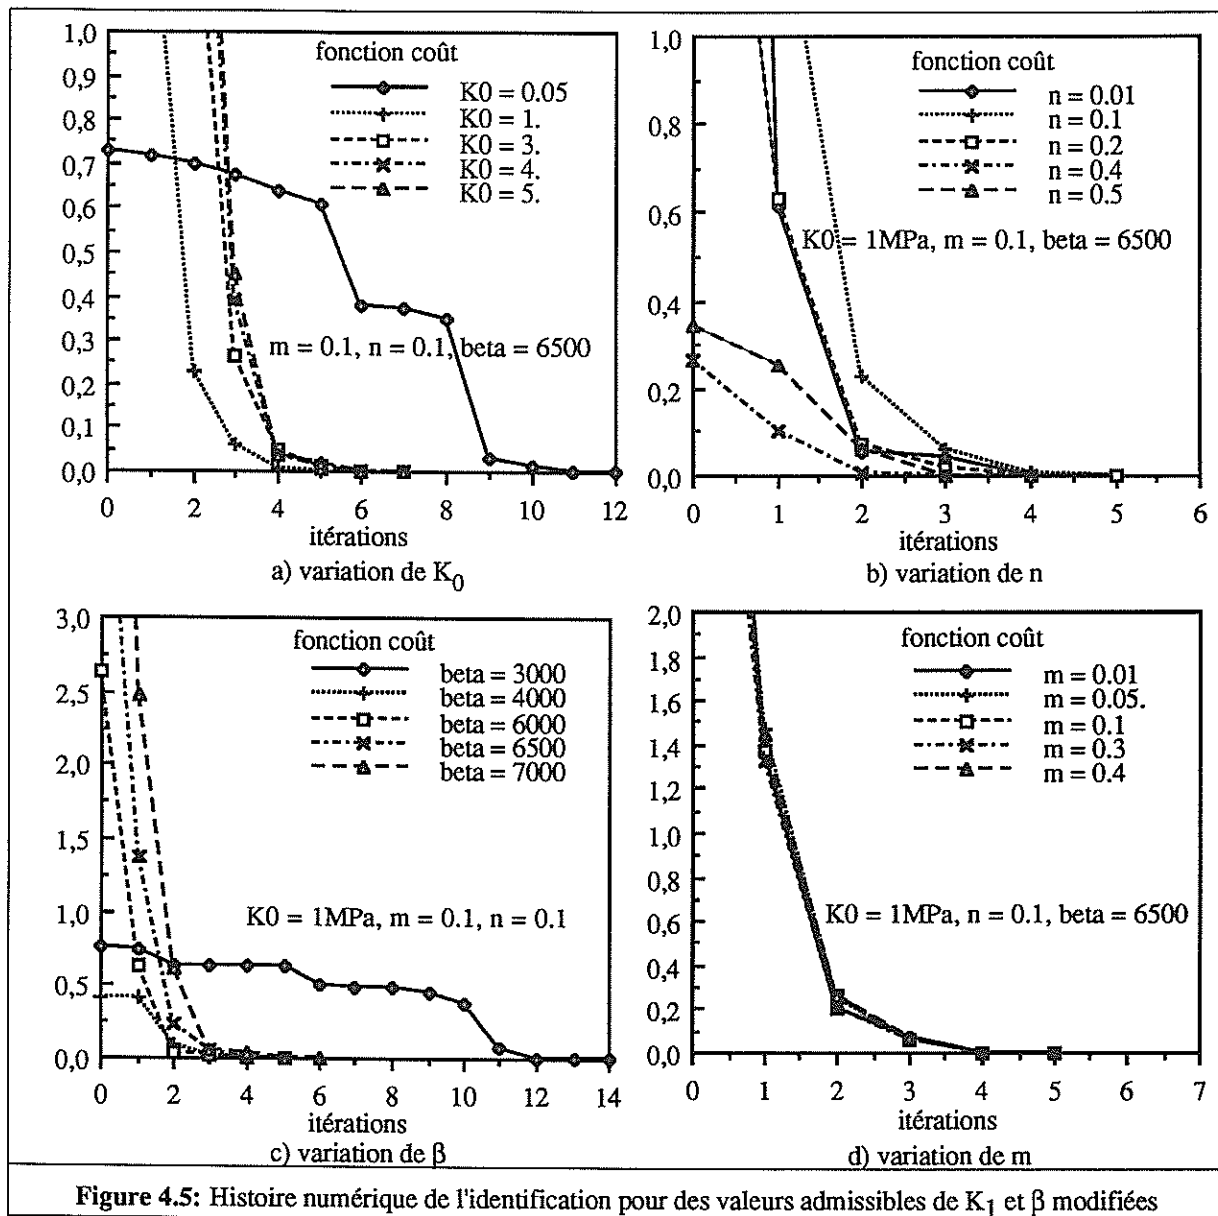 fonction coût
1,0
0,9
0,8
0,7
0,6
0,5
0,4
0,3
0,2
0,1
0,0
K0 = 0.05
K0 = 1.
K0 = 3.
K0 = 4.
K0 = 5.
m = 0.1, n = 0.1, beta = 6500
0 2 4 6 8 10 12
itérations
a) variation de K0
fonction coût
1,0
0,8
0,6
0,4
0,2
0,0
n = 0.01
n = 0.1
n = 0.2
n = 0.4
n = 0.5
K0 = 1MPa, m = 0.1, beta = 6500
0 1 2 3 4 5 6
itérations
b) variation de n
fonction coût
3,0
2,5
2,0
1,5
1,0
0,5
0,0
beta = 3000
beta = 4000
beta = 6000
beta = 6500
beta = 7000
K0 = 1MPa, m = 0.1, n = 0.1
0 2 4 6 8 10 12 14
itérations
c) variation de β
fonction coût
2,0
1,8
1,6
1,4
1,2
1,0
0,8
0,6
0,4
0,2
0,0
m = 0.01
m = 0.05.
m = 0.1
m = 0.3
m = 0.4
K0 = 1MPa, n = 0.1, beta = 6500
0 1 2 3 4 5 6 7
itérations
d) variation de m
Figure 4.5: Histoire numérique de l'identification pour des valeurs admissibles de K1 et β modifiées